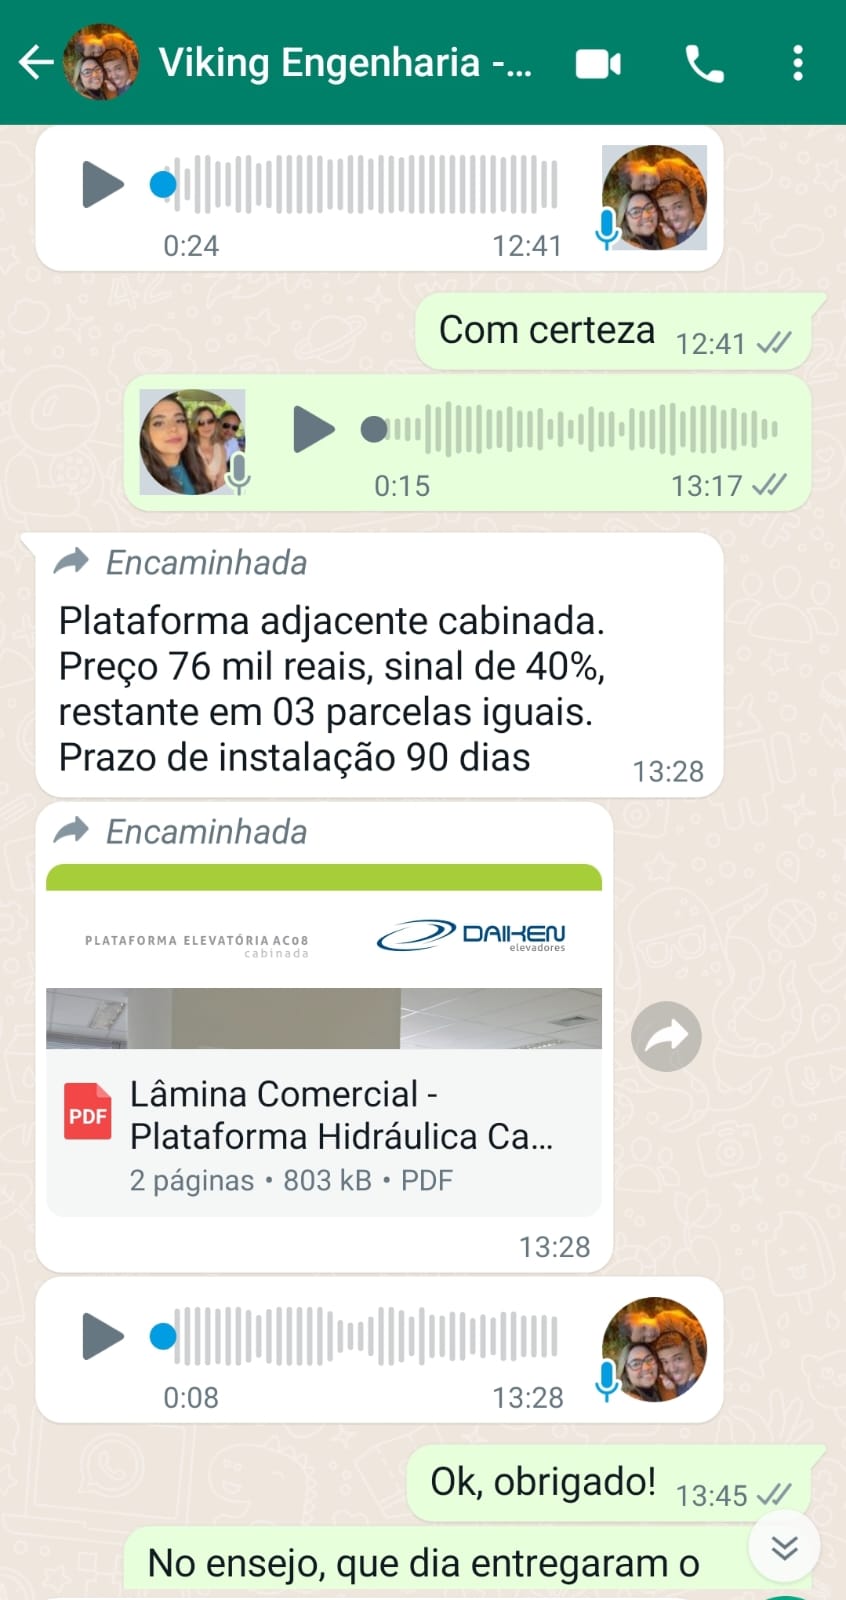 Viking Engenharia -...
0:24 12:41
Com certeza 12:41
0:15 13:17
Encaminhada
Plataforma adjacente cabinada.
Preço 76 mil reais, sinal de 40%,
restante em 03 parcelas iguais.
Prazo de instalação 90 dias 13:28
Encaminhada
PLATAFORMA ELEVATÓRIA AC08
cabinada
DAIKEN
elevadores
PDF
Lâmina Comercial -
Plataforma Hidráulica Ca...
2 páginas • 803 kB • PDF
13:28
0:08 13:28
Ok, obrigado! 13:45
No ensejo, que dia entregaram o